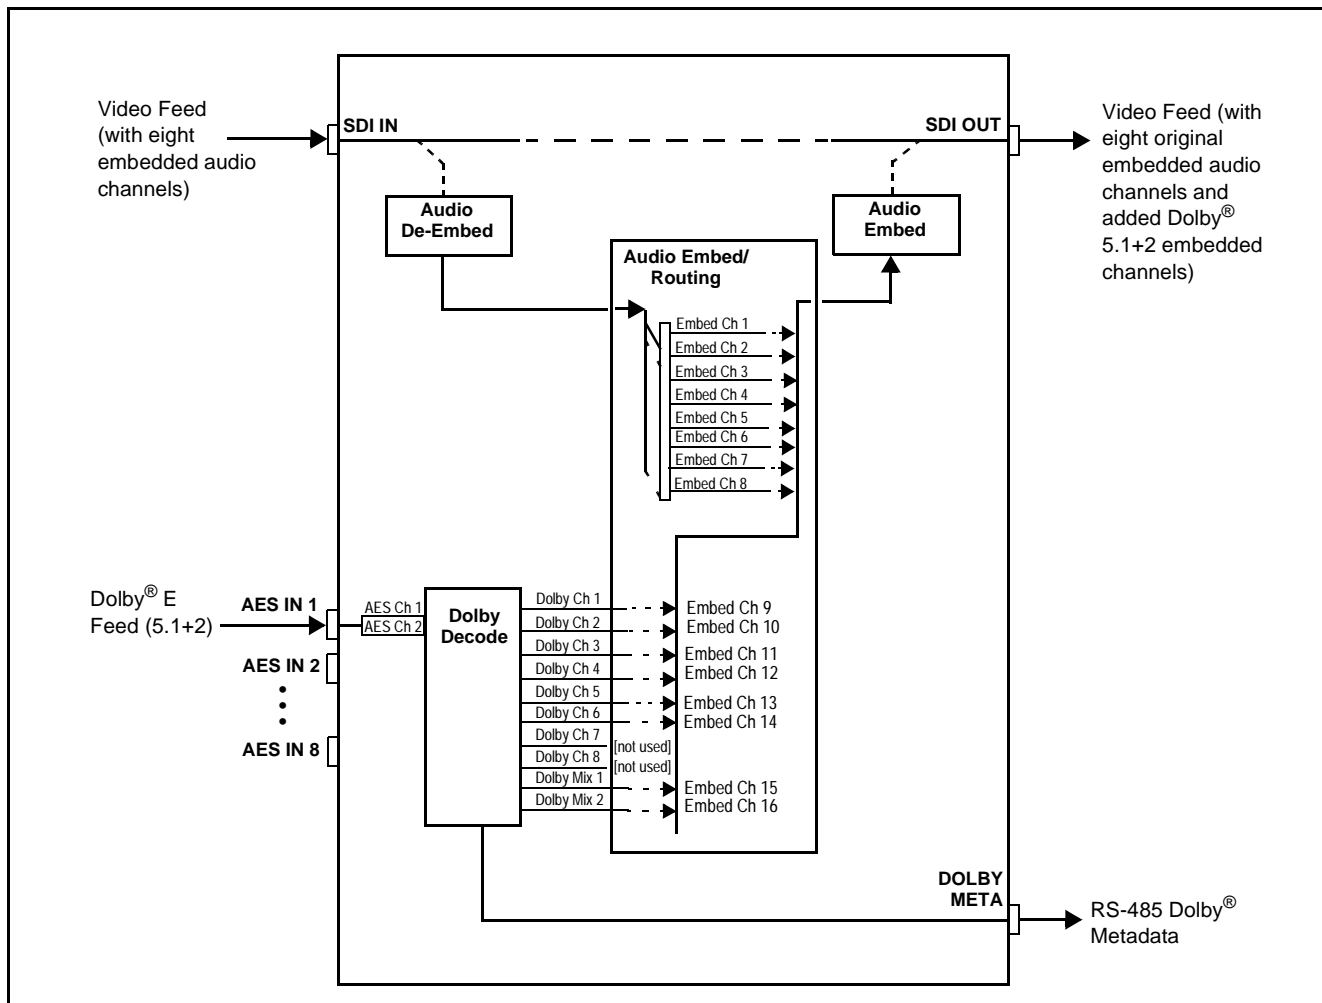 Video Feed
(with eight
embedded audio
channels)
SDI IN
SDI OUT
Video Feed (with
eight original
embedded audio
channels and
added Dolby®
5.1+2 embedded
channels)
Audio
De-Embed
Audio
Embed
Audio Embed/
Routing
Embed Ch 1
Embed Ch 2
Embed Ch 3
Embed Ch 4
Embed Ch 5
Embed Ch 6
Embed Ch 7
Embed Ch 8
Dolby® E
Feed (5.1+2)
AES IN 1
AES IN 2
AES IN 8
AES Ch 1
AES Ch 2
Dolby
Decode
Dolby Ch 1
Dolby Ch 2
Dolby Ch 3
Dolby Ch 4
Dolby Ch 5
Dolby Ch 6
Dolby Ch 7
Dolby Ch 8
Dolby Mix 1
Dolby Mix 2
[not used]
[not used]
Embed Ch 9
Embed Ch 10
Embed Ch 11
Embed Ch 12
Embed Ch 13
Embed Ch 14
Embed Ch 15
Embed Ch 16
DOLBY
META
RS-485 Dolby®
Metadata